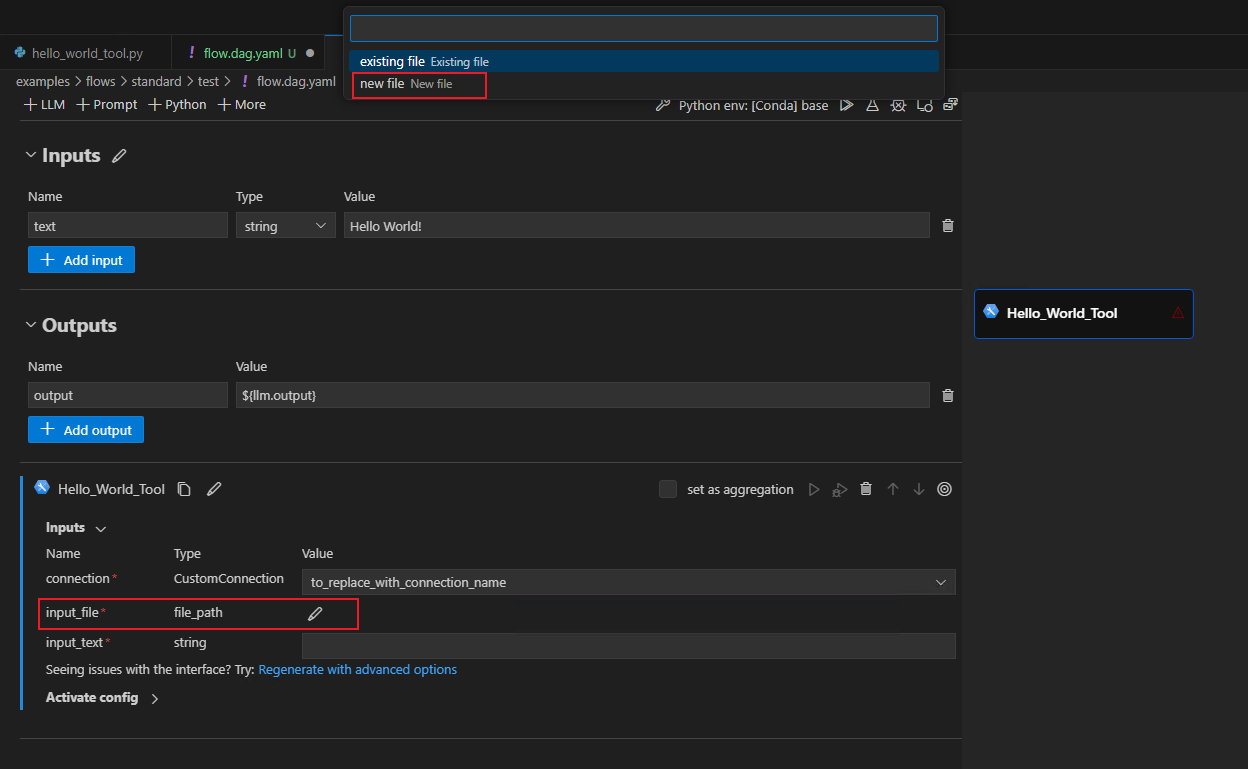 existing file Existing file
new file New file
hello_world_tool.py
! flow.dag.yaml U
examples > flows > standard > test > ! flow.dag.yaml
+ LLM + Prompt + Python + More
Python env: [Conda] base
Inputs
Name Type Value
text string Hello World!
+ Add input
Outputs
Name Value
output ${llm.output}
+ Add output
Hello_World_Tool
set as aggregation
Inputs
Name Type Value
connection* CustomConnection to_replace_with_connection_name
input_file* file_path
input_text* string
Seeing issues with the interface? Try: Regenerate with advanced options
Activate config >
Hello_World_Tool